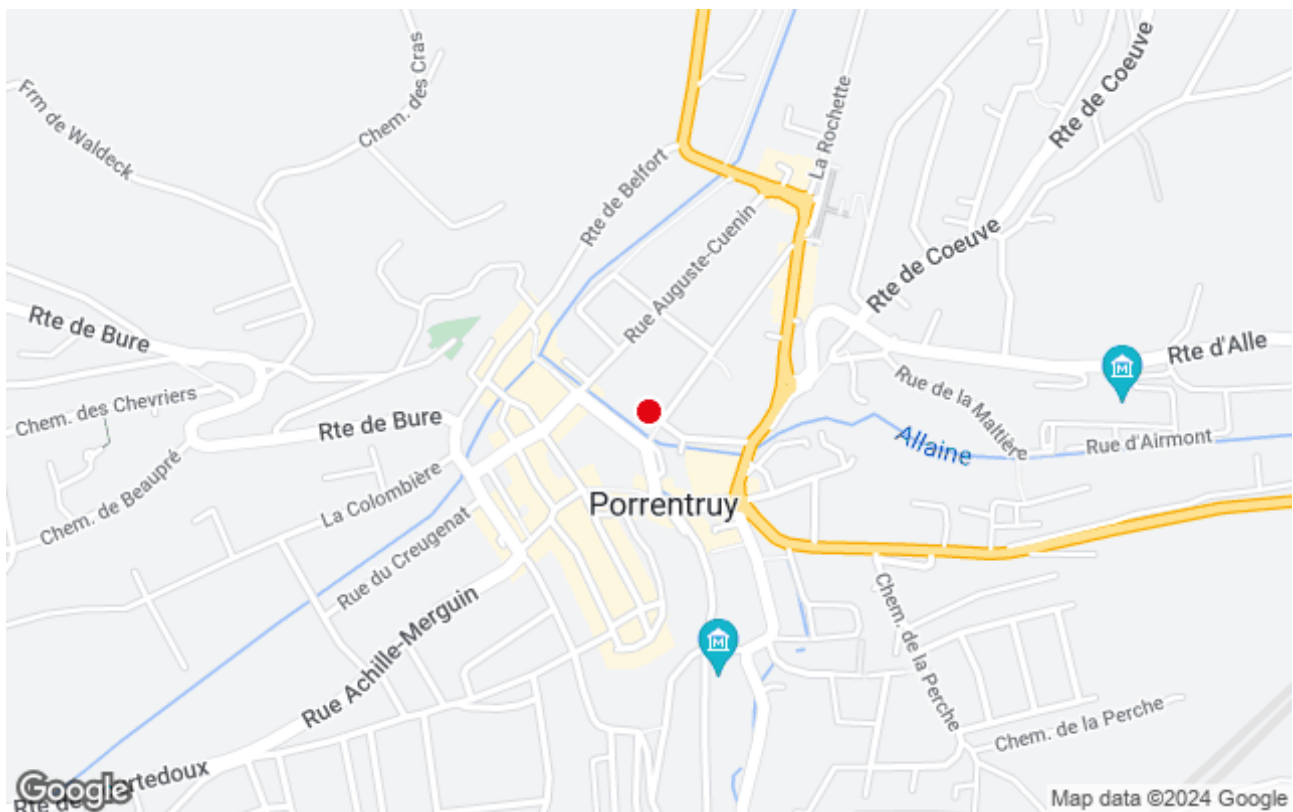 Frm de Waldeck
Chem. des Cras
Rte de Coeuve
La Rochette
Rte de Belfort
Rue Auguste-Cuenin
Rte de Coeuve
Rte de Bure
Rte d'Alle
M
Chem. des Chevriers
Rte de Bure
Rue de la Maltière
Allaine
Rue d'Airmont
La Colombière
Chem. de Beaupré
Porrentruy
Rue du Creugenat
Rue Achille-Merguin
Chem. de la Perche
M
Chem. de la Perche
Google
Map data ©2024 Google